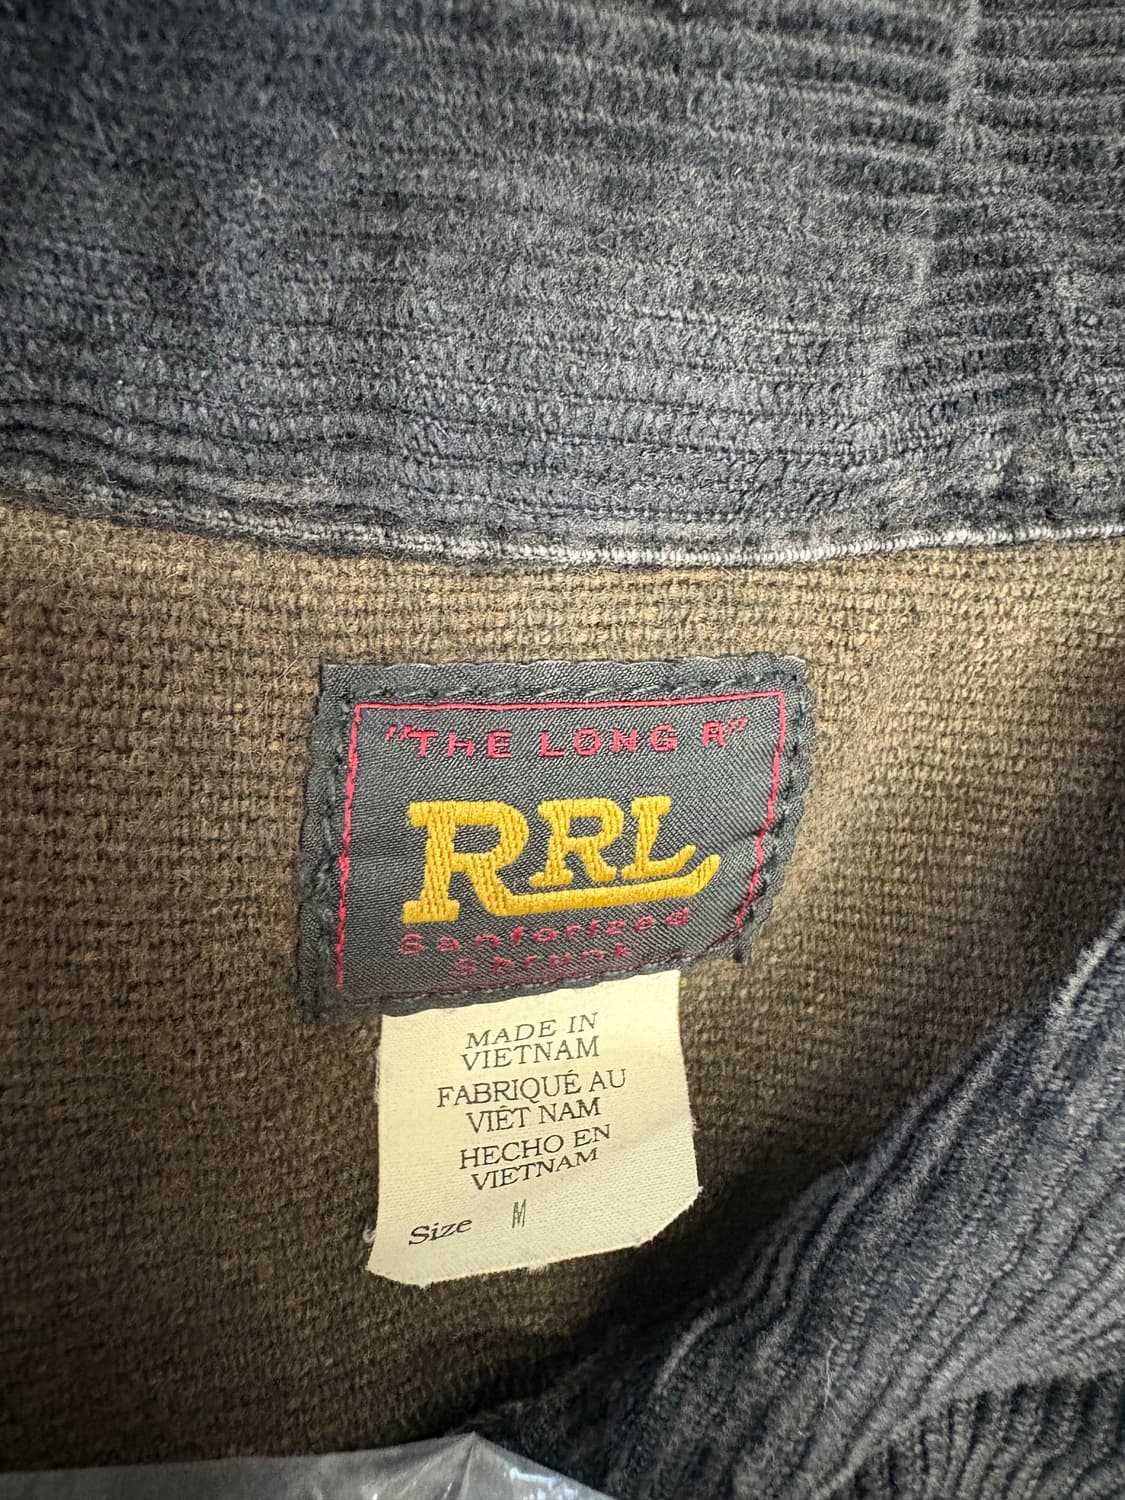 "THE LONG R"
RRL
Sanforized
Shrunk
MADE IN
VIETNAM
FABRIQUÉ AU
VIÊT NAM
HECHO EN
VIETNAM
Size M